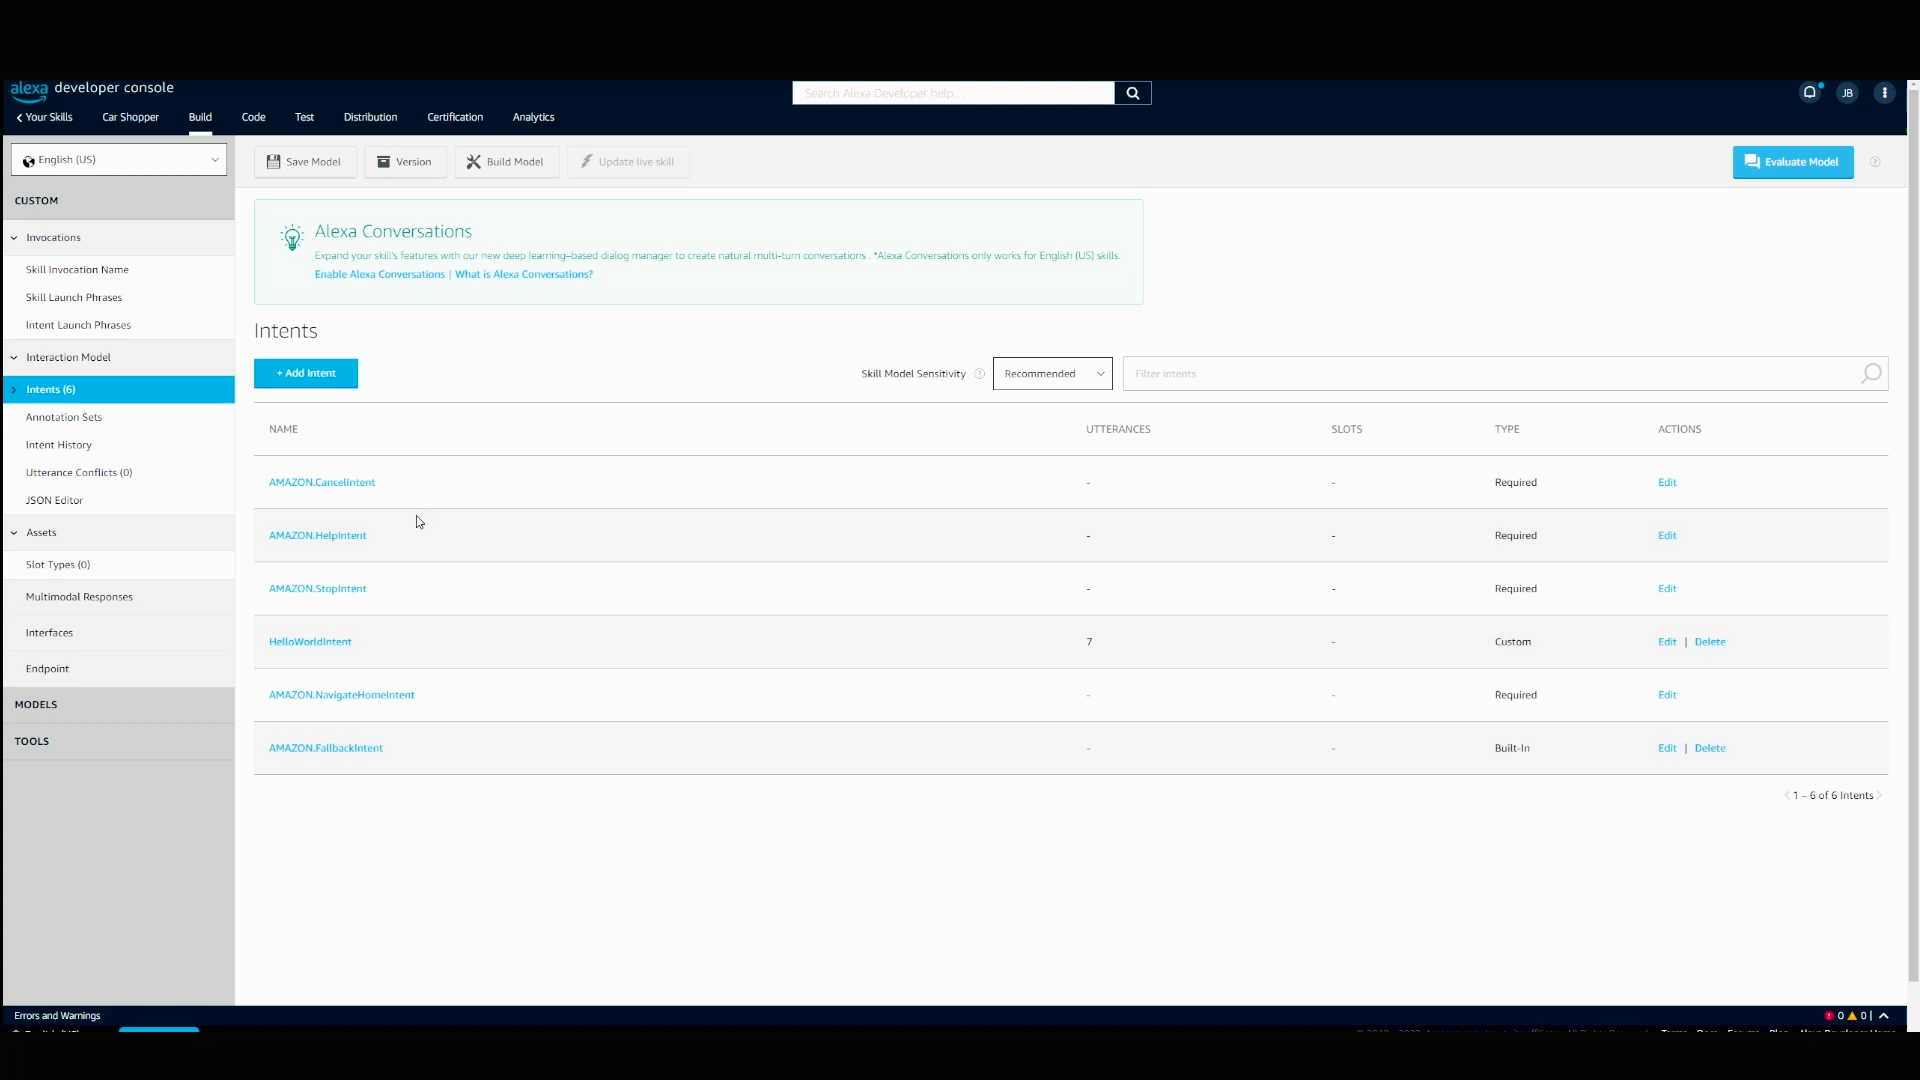 alexa developer console
Search Alexa Developer help...
JB
Your Skills Car Shopper Build Code Test Distribution Certification Analytics
English (US)
Save Model Version Build Model Update live skill Evaluate Model
CUSTOM
Invocations
Skill Invocation Name
Skill Launch Phrases
Intent Launch Phrases
Interaction Model
Intents (6)
Annotation Sets
Intent History
Utterance Conflicts (0)
JSON Editor
Assets
Slot Types (0)
Multimodal Responses
Interfaces
Endpoint
MODELS
TOOLS
Alexa Conversations
Expand your skill's features with our new deep learning–based dialog manager to create natural multi-turn conversations . *Alexa Conversations only works for English (US) skills.
Enable Alexa Conversations | What is Alexa Conversations?
Intents
+ Add Intent Skill Model Sensitivity Recommended Filter intents
NAME UTTERANCES SLOTS TYPE ACTIONS
AMAZON.CancelIntent - - Required Edit
AMAZON.HelpIntent - - Required Edit
AMAZON.StopIntent - - Required Edit
HelloWorldIntent 7 - Custom Edit | Delete
AMAZON.NavigateHomeIntent - - Required Edit
AMAZON.FallbackIntent - - Built-In Edit | Delete
1 – 6 of 6 Intents
Errors and Warnings 0 0 |